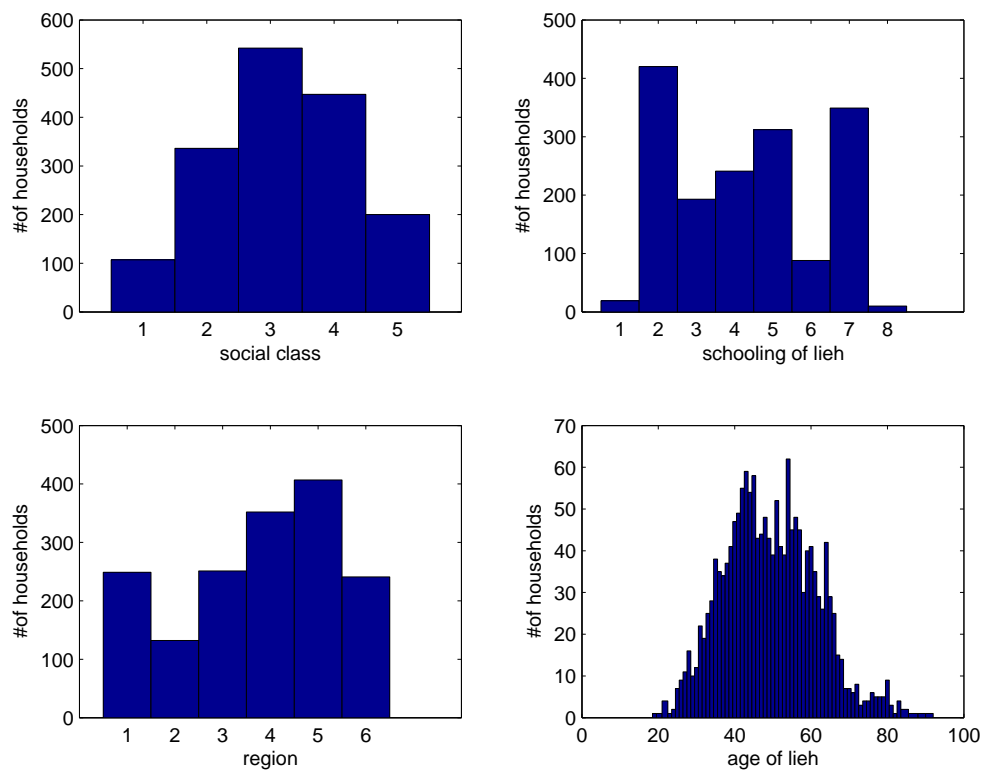 600
500
400
300
200
100
0
#of households
1 2 3 4 5
social class
500
400
300
200
100
0
#of households
1 2 3 4 5 6 7 8
schooling of lieh
500
400
300
200
100
0
#of households
1 2 3 4 5 6
region
70
60
50
40
30
20
10
0
#of households
0 20 40 60 80 100
age of lieh